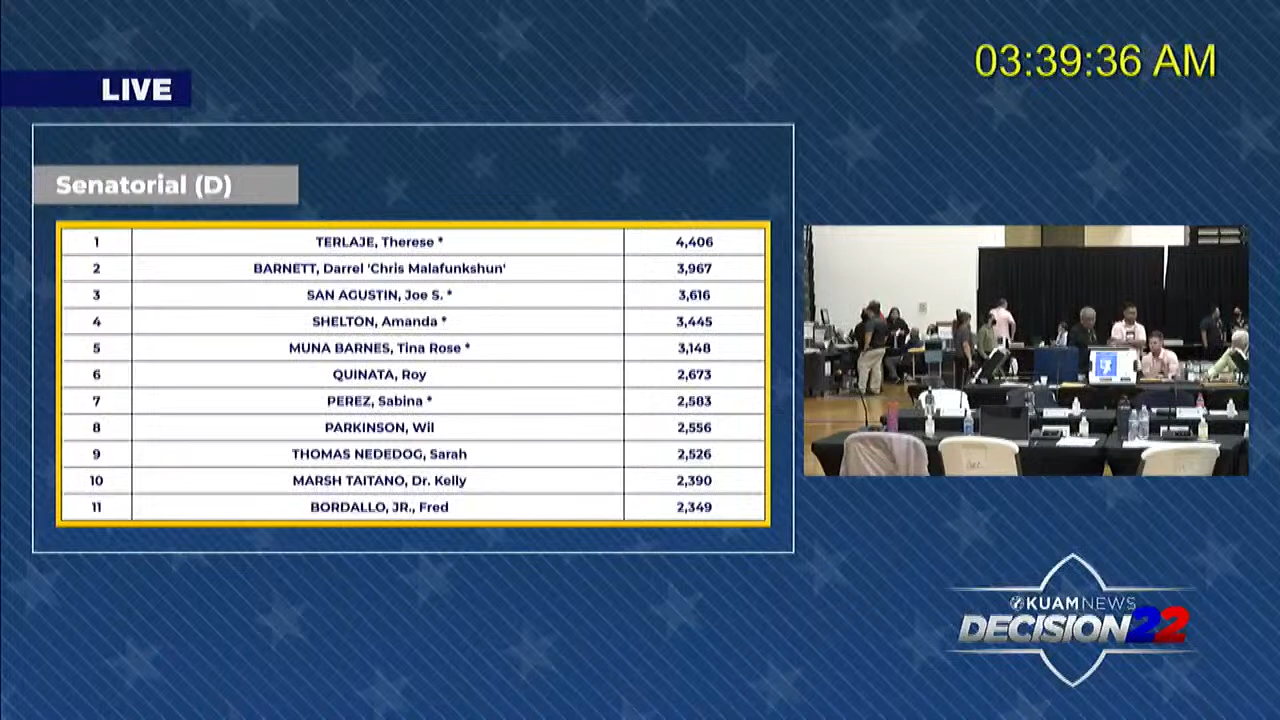 03:39:36 AM
LIVE
Senatorial (D)
1 TERLAJE, Therese * 4,406
2 BARNETT, Darrel 'Chris Malafunkshun' 3,967
3 SAN AGUSTIN, Joe S. * 3,616
4 SHELTON, Amanda * 3,445
5 MUNA BARNES, Tina Rose * 3,148
6 QUINATA, Roy 2,673
7 PEREZ, Sabina * 2,583
8 PARKINSON, Wil 2,556
9 THOMAS NEDEDOG, Sarah 2,526
10 MARSH TAITANO, Dr. Kelly 2,390
11 BORDALLO, JR., Fred 2,349
KUAMNEWS
DECISION22